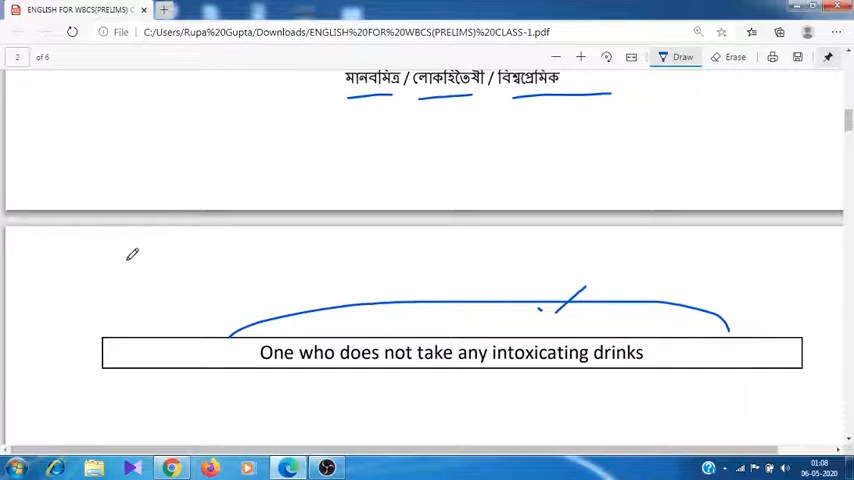 ENGLISH FOR WBCS(PRELIMS) C
File C:/Users/Rupa%20Gupta/Downloads/ENGLISH%20FOR%20WBCS(PRELIMS)%20CLASS-1.pdf
2 of 6 Draw Erase
মানবমিত্র / লোকহিতৈষী / বিশ্বপ্রেমিক
One who does not take any intoxicating drinks
01:08
06-05-2020